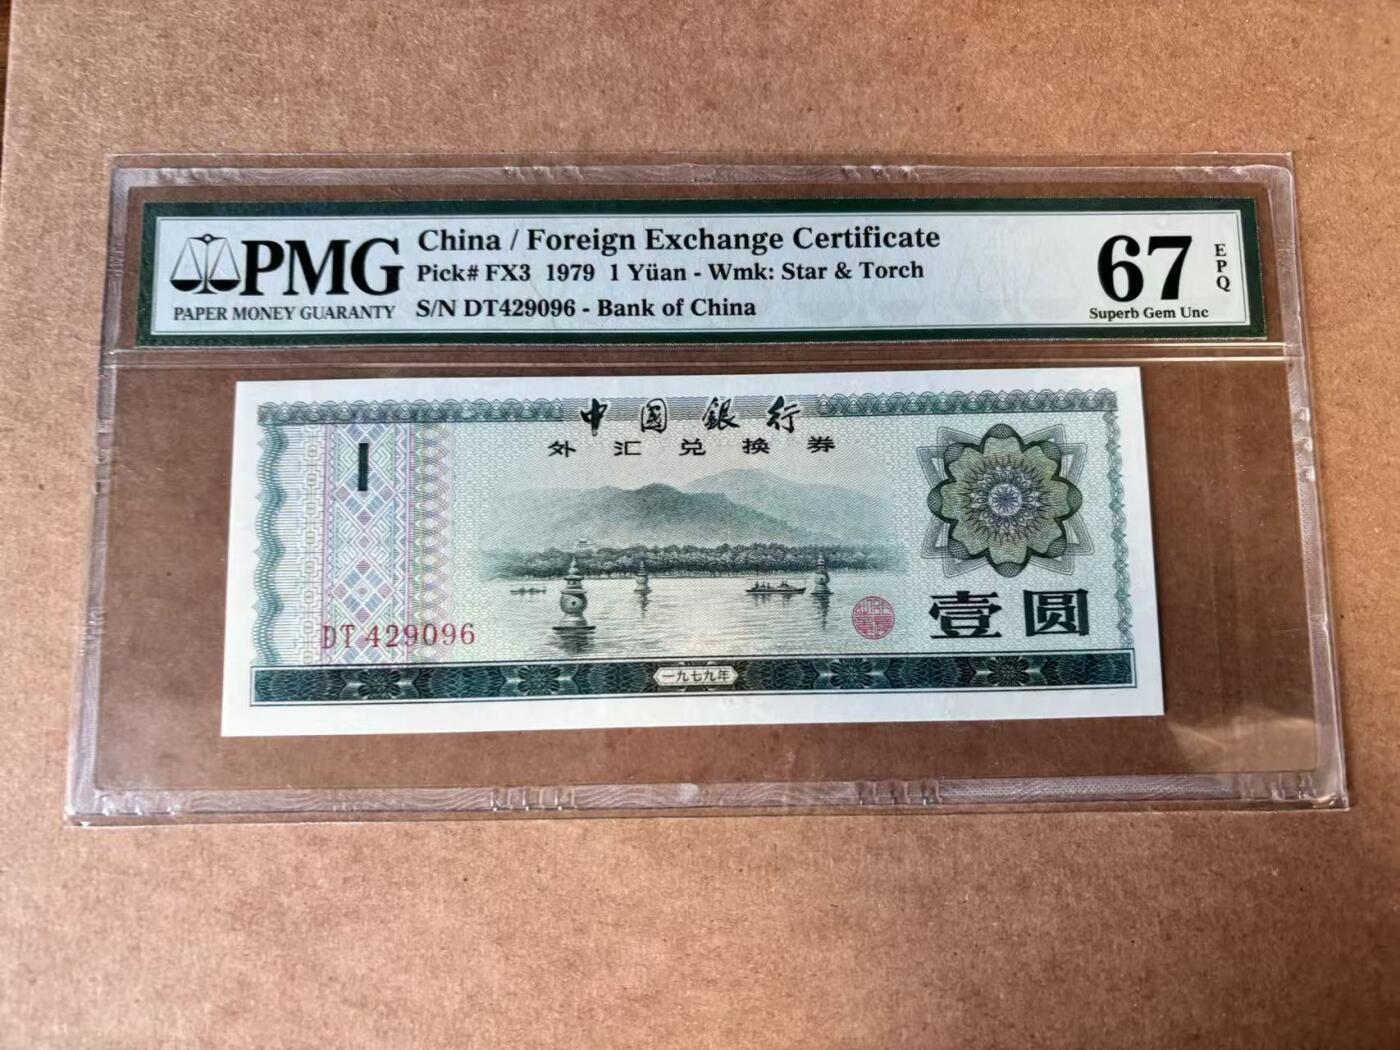 PMG
PAPER MONEY GUARANTY
China / Foreign Exchange Certificate
Pick# FX3 1979 1 Yüan - Wmk: Star & Torch
S/N DT429096 - Bank of China
67
EPQ
Superb Gem Unc
中國銀行
外汇兑换券
1
DT 429096
壹圆
一九七九年